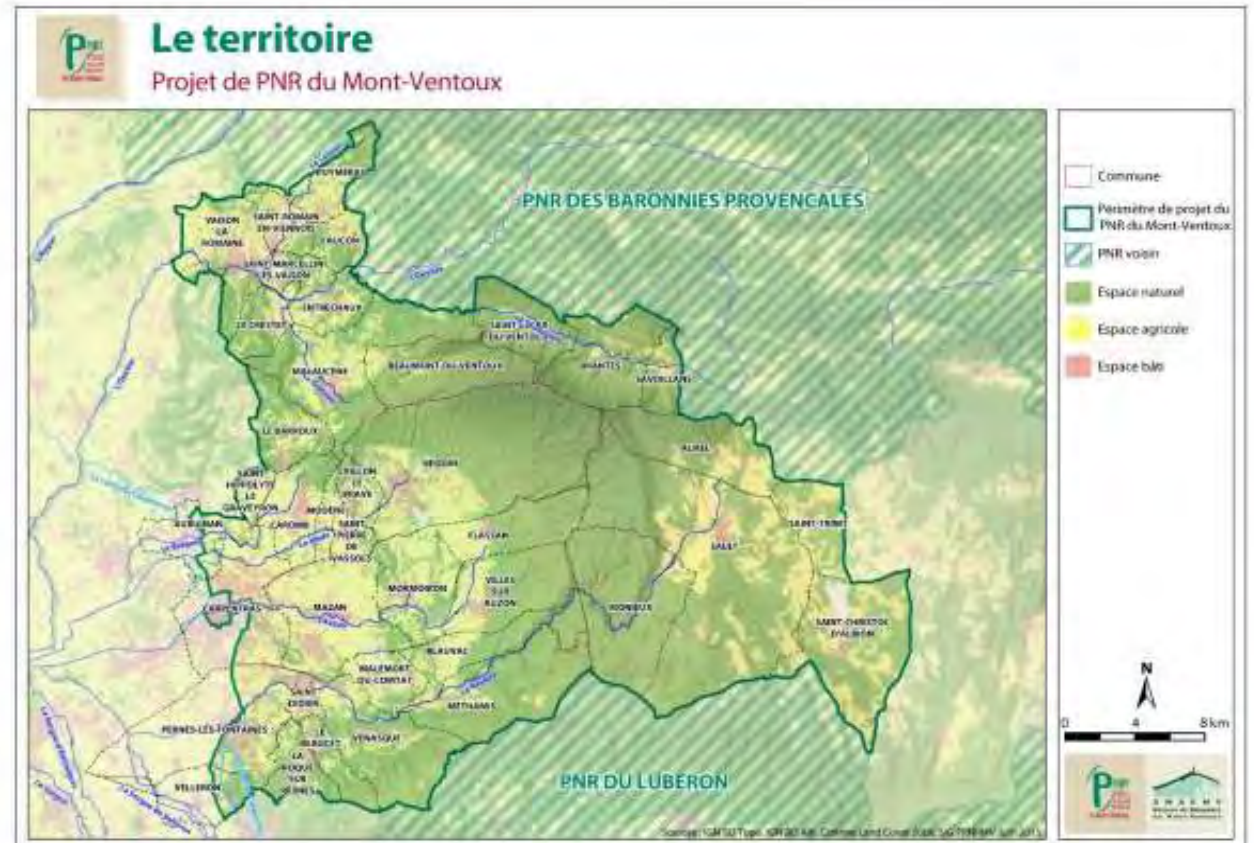 Le territoire
Projet de PNR du Mont-Ventoux
PNR DES BARONNIES PROVENCALES
VAISON
LA
ROMAINE
SAINT-ROMAIN
EN-VIENNOIS
FAUCON
SAINT-MARCELLIN
LES-VAISON
ENTRECHAUX
LE CRESTET
MALAUCENE
BEAUMONT-DU-VENTOUX
BRANTES
SAVOILLANS
LE BARROUX
BEDOIN
CRILLON
LE
BRAVE
SAINT
HIPPOLYTE
LE
GRAVEYRON
MODENE
CAROMB
SAINT
PIERRE
DE
VASSOLS
AUBIGNAN
FLASSAN
AUREL
SAINT-TRINIT
SAULT
MORMOIRON
VILLES
SUR
AUZON
CARPENTRAS
MAZAN
MONIEUX
SAINT-CHRISTOL
D'ALBION
BLAUVAC
MALEMORT
DU-COMTAT
METHAMIS
SAINT
DIDIER
PERNES-LES-FONTAINES
LE
BEAUCET
VENASQUE
LA
ROQUE
SUR
PERNES
VELLERON
PNR DU LUBERON
Commune
Périmètre de projet du
PNR du Mont-Ventoux
PNR voisin
Espace naturel
Espace agricole
Espace bâti
N
0 4 8 km